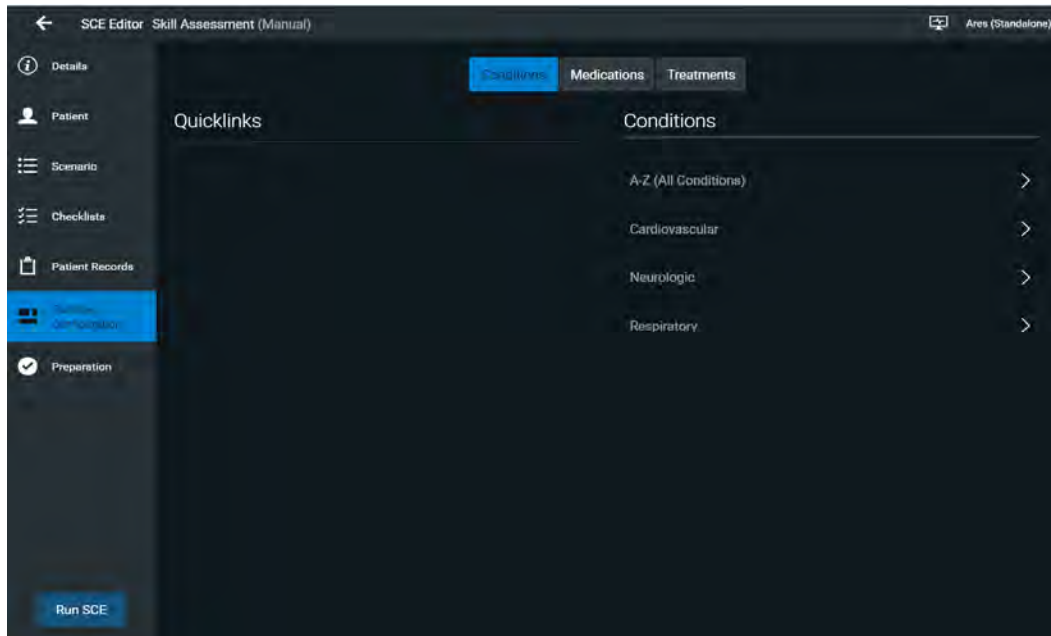 SCE Editor Skill Assessment (Manual)
Ares (Standalone)
Details
Patient
Scenario
Checklists
Patient Records
Preparation
Run SCE
Conditions Medications Treatments
Quicklinks
Conditions
A-Z (All Conditions)
Cardiovascular
Neurologic
Respiratory